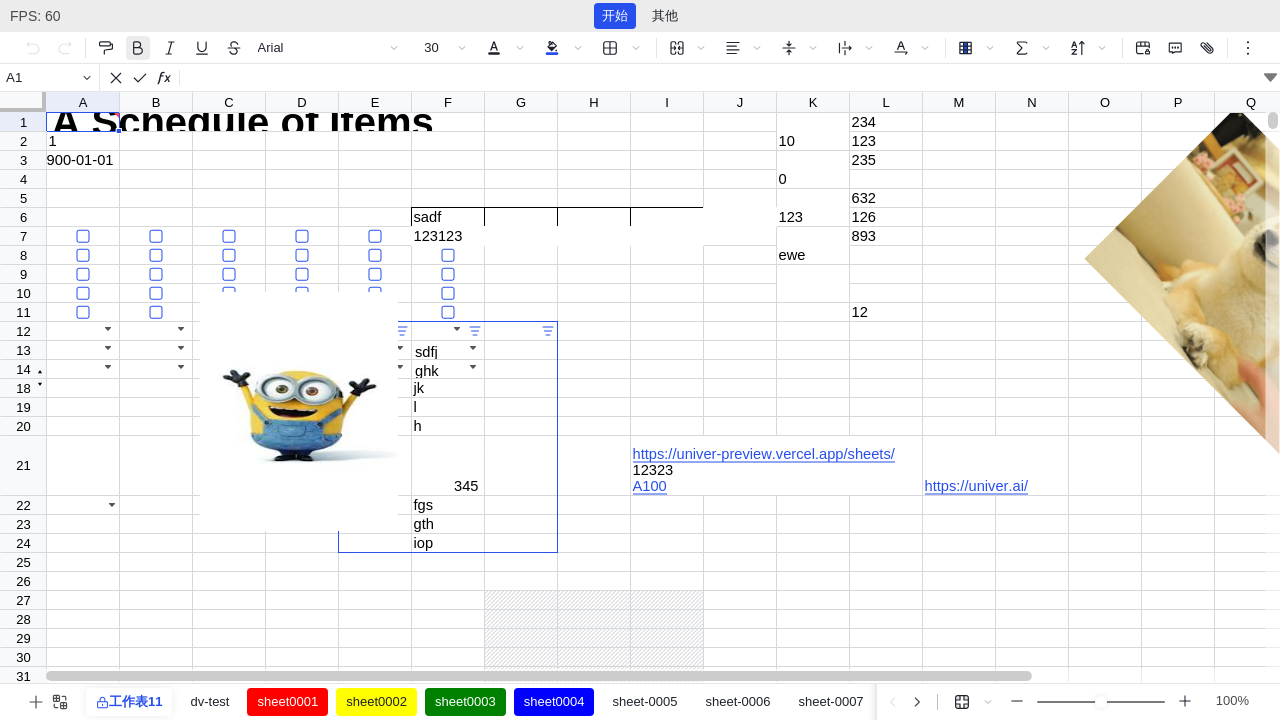 FPS: 60
开始 其他
Arial 30
A1
A B C D E F G H I J K L M N O P Q
1 A Schedule of Items 234
2 1 10 123
3 900-01-01 235
4 0
5 632
6 sadf 123 126
7 123123 893
8 ewe
9
10
11 12
12
13 sdfj
14 ghk
18 jk
19 l
20 h
https://univer-preview.vercel.app/sheets/
21 12323
345 A100 https://univer.ai/
22 fgs
23 gth
24 iop
25
26
27
28
29
30
31
工作表11 dv-test sheet0001 sheet0002 sheet0003 sheet0004 sheet-0005 sheet-0006 sheet-0007 100%